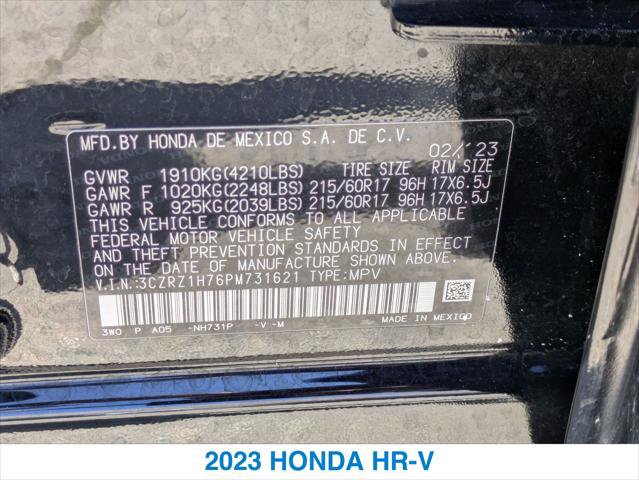 MFD.BY HONDA DE MEXICO S.A. DE C.V. 02/'23
GVWR 1910KG(4210LBS) TIRE SIZE RIM SIZE
GAWR F 1020KG(2248LBS) 215/60R17 96H 17X6.5J
GAWR R 925KG(2039LBS) 215/60R17 96H 17X6.5J
THIS VEHICLE CONFORMS TO ALL APPLICABLE
FEDERAL MOTOR VEHICLE SAFETY
AND THEFT PREVENTION STANDARDS IN EFFECT
ON THE DATE OF MANUFACTURE SHOWN ABOVE.
V.I.N.:3CZRZ1H76PM731621 TYPE:MPV
3W0 P A05 -NH731P -V-M MADE IN MEXICO
2023 HONDA HR-V